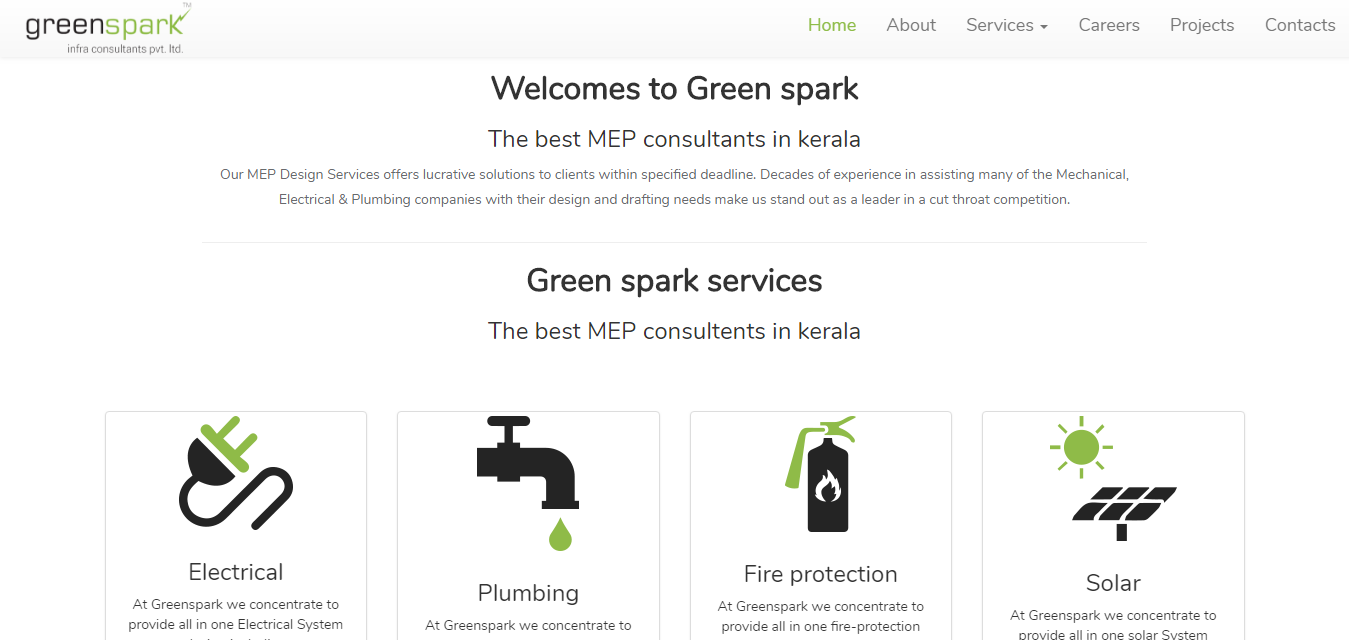 greenspark™
infra consultants pvt. ltd.
Home About Services Careers Projects Contacts
Welcomes to Green spark
The best MEP consultants in kerala
Our MEP Design Services offers lucrative solutions to clients within specified deadline. Decades of experience in assisting many of the Mechanical,
Electrical & Plumbing companies with their design and drafting needs make us stand out as a leader in a cut throat competition.
Green spark services
The best MEP consultents in kerala
Electrical
At Greenspark we concentrate to
provide all in one Electrical System
Plumbing
At Greenspark we concentrate to
Fire protection
At Greenspark we concentrate to
provide all in one fire-protection
Solar
At Greenspark we concentrate to
provide all in one solar System